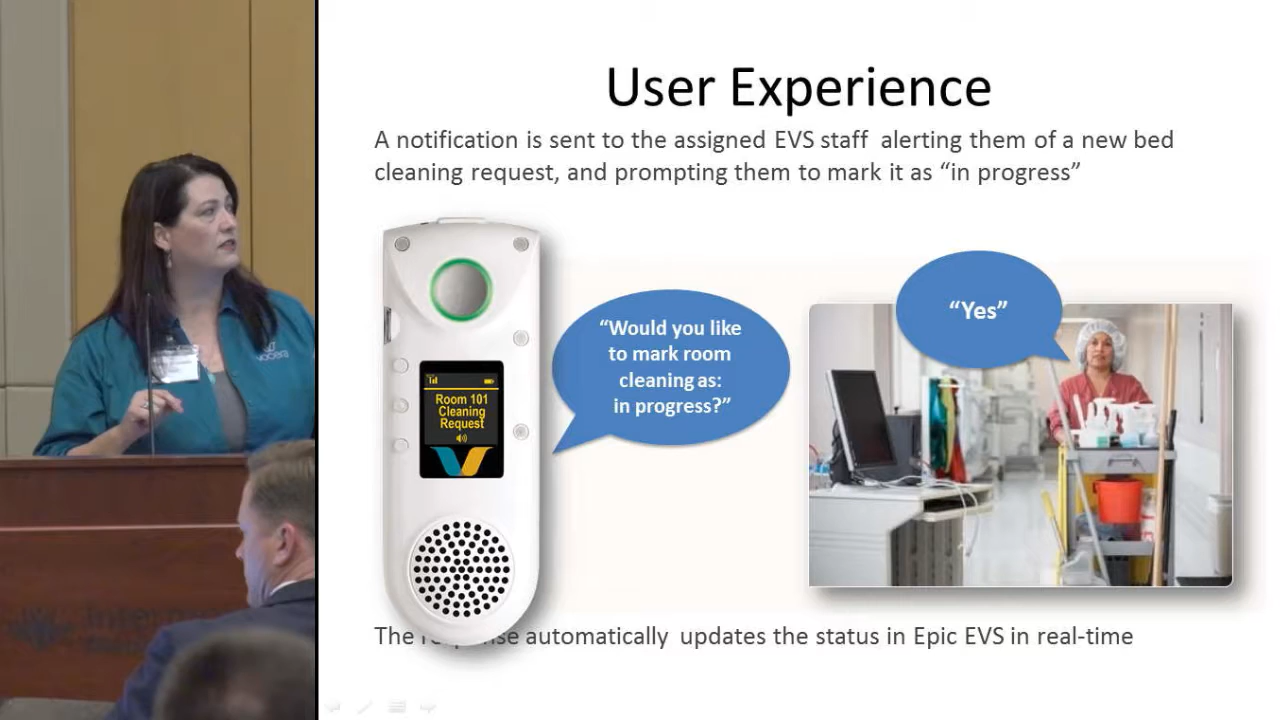 User Experience
A notification is sent to the assigned EVS staff alerting them of a new bed
cleaning request, and prompting them to mark it as “in progress”
“Would you like
to mark room
cleaning as:
in progress?”
“Yes”
Room 101
Cleaning
Request
vocera
The response automatically updates the status in Epic EVS in real-time